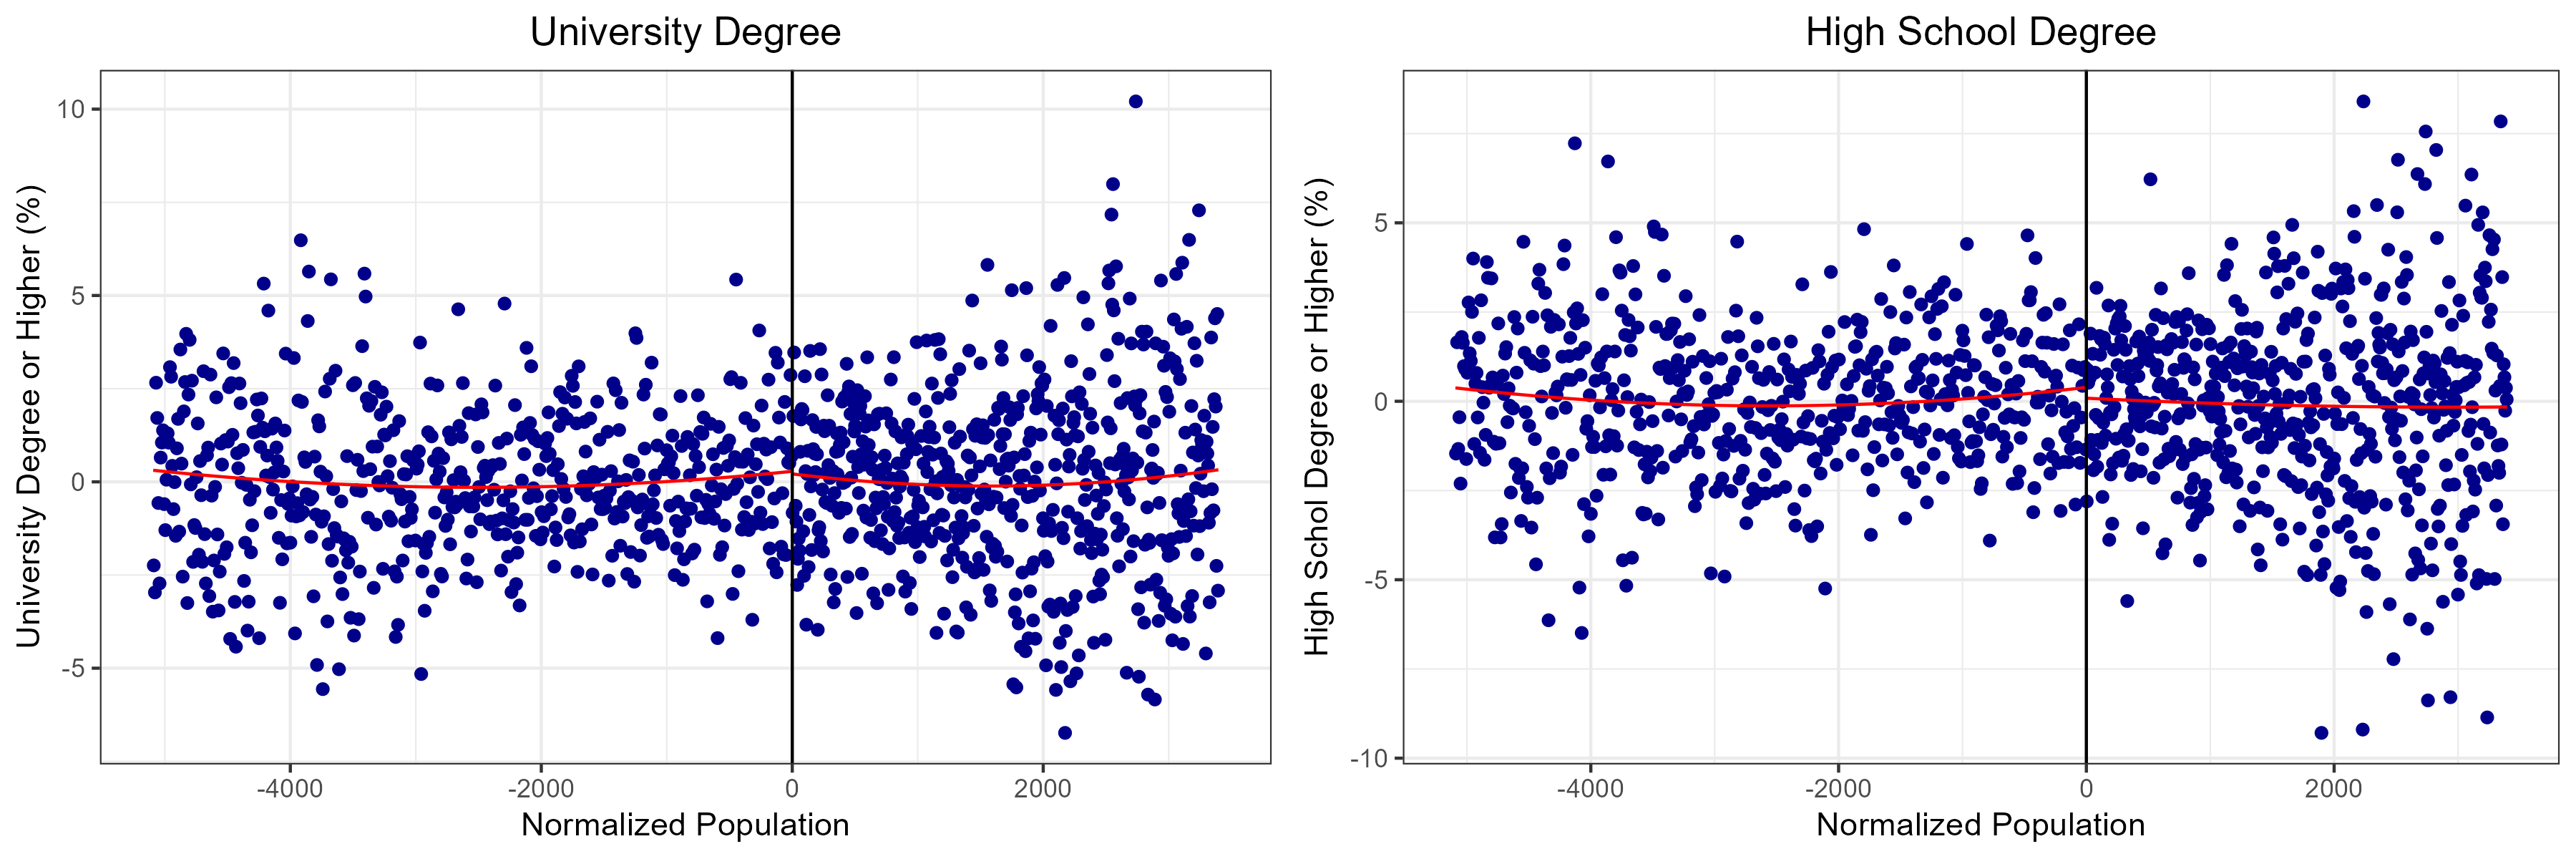 University Degree
University Degree or Higher (%)
10
5
0
-5
-4000
-2000
0
2000
Normalized Population
High School Degree
High Schol Degree or Higher (%)
5
0
-5
-10
-4000
-2000
0
2000
Normalized Population